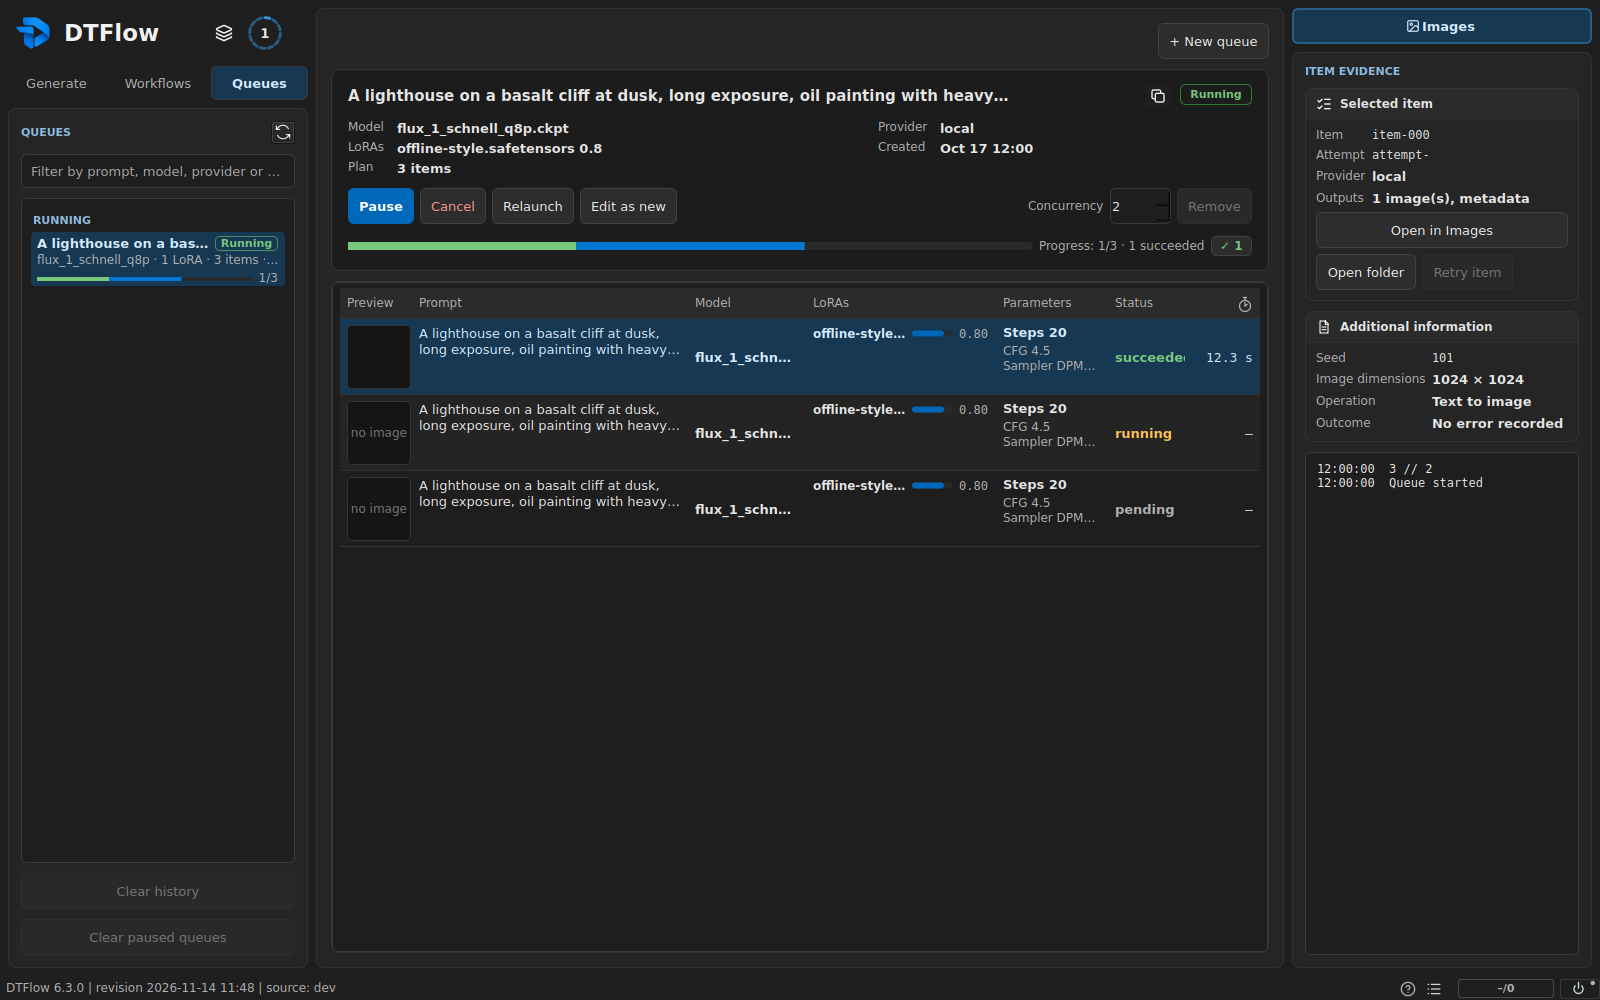 DTFlow
1
Generate
Workflows
Queues
QUEUES
Filter by prompt, model, provider or ...
RUNNING
A lighthouse on a bas... Running
flux_1_schnell_q8p · 1 LoRA · 3 items ·...
1/3
Clear history
Clear paused queues
+ New queue
A lighthouse on a basalt cliff at dusk, long exposure, oil painting with heavy...
Running
Model flux_1_schnell_q8p.ckpt
Provider local
LoRAs offline-style.safetensors 0.8
Created Oct 17 12:00
Plan 3 items
Pause
Cancel
Relaunch
Edit as new
Concurrency 2
Remove
Progress: 1/3 · 1 succeeded
✓ 1
Preview Prompt Model LoRAs Parameters Status
A lighthouse on a basalt cliff at dusk,
long exposure, oil painting with heavy...
flux_1_schn...
offline-style... 0.80
Steps 20
CFG 4.5
Sampler DPM...
succeeded
12.3 s
no image
A lighthouse on a basalt cliff at dusk,
long exposure, oil painting with heavy...
flux_1_schn...
offline-style... 0.80
Steps 20
CFG 4.5
Sampler DPM...
running
–
no image
A lighthouse on a basalt cliff at dusk,
long exposure, oil painting with heavy...
flux_1_schn...
offline-style... 0.80
Steps 20
CFG 4.5
Sampler DPM...
pending
–
Images
ITEM EVIDENCE
Selected item
Item item-000
Attempt attempt-
Provider local
Outputs 1 image(s), metadata
Open in Images
Open folder
Retry item
Additional information
Seed 101
Image dimensions 1024 × 1024
Operation Text to image
Outcome No error recorded
12:00:00 3 // 2
12:00:00 Queue started
DTFlow 6.3.0 | revision 2026-11-14 11:48 | source: dev
–/0